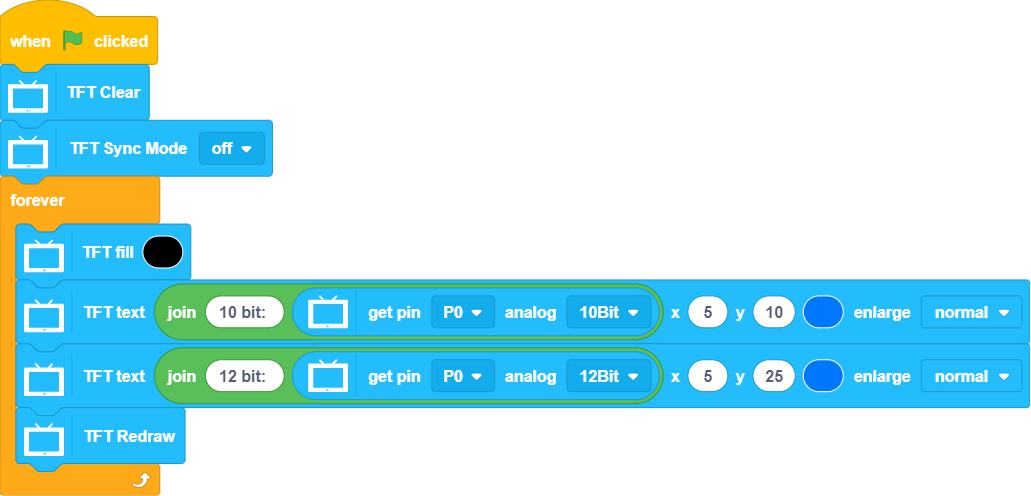 when clicked
TFT Clear
TFT Sync Mode off
forever
TFT fill
TFT text join 10 bit: get pin P0 analog 10Bit x 5 y 10 enlarge normal
TFT text join 12 bit: get pin P0 analog 12Bit x 5 y 25 enlarge normal
TFT Redraw